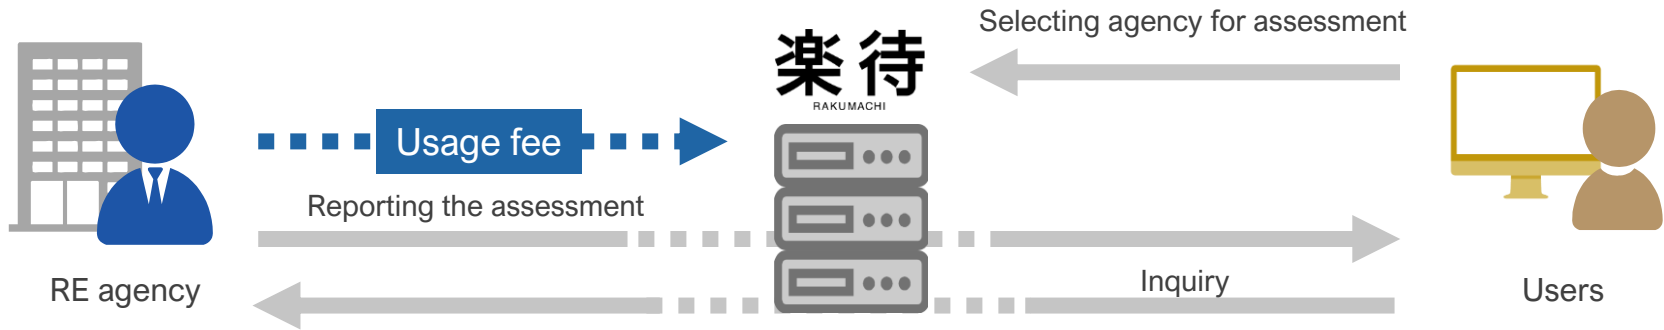 Selecting agency for assessment
楽待
RAKUMACHI
Usage fee
Reporting the assessment
Inquiry
RE agency
Users